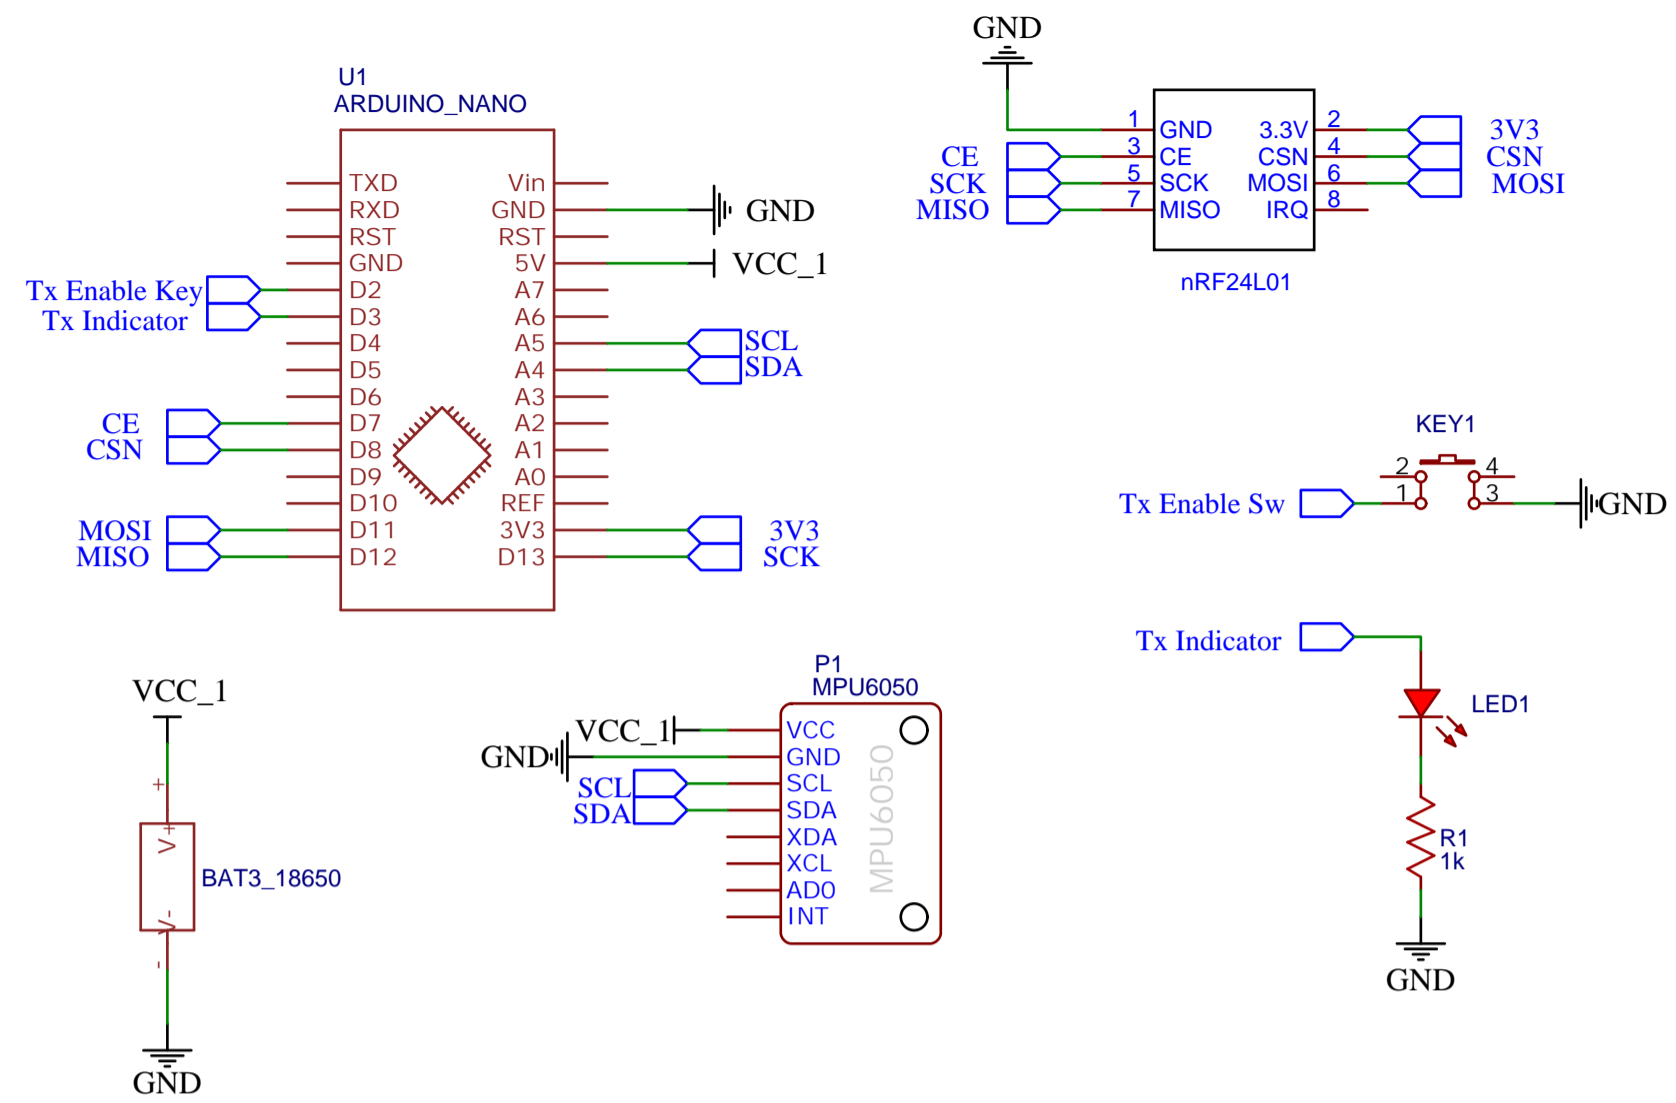 U1
ARDUINO_NANO
TXD
RXD
RST
GND
D2
D3
D4
D5
D6
D7
D8
D9
D10
D11
D12
Vin
GND
RST
5V
A7
A6
A5
A4
A3
A2
A1
A0
REF
3V3
D13
Tx Enable Key
Tx Indicator
CE
CSN
MOSI
MISO
GND
VCC_1
SCL
SDA
3V3
SCK
GND
1 GND
3 CE
5 SCK
7 MISO
3.3V 2
CSN 4
MOSI 6
IRQ 8
CE
SCK
MISO
3V3
CSN
MOSI
nRF24L01
KEY1
2 4
1 3
Tx Enable Sw
GND
Tx Indicator
LED1
R1
1k
GND
VCC_1
+
V+
BAT3_18650
V-
-
GND
P1
MPU6050
VCC_1
GND
SCL
SDA
VCC
GND
SCL
SDA
XDA
XCL
AD0
INT
MPU6050